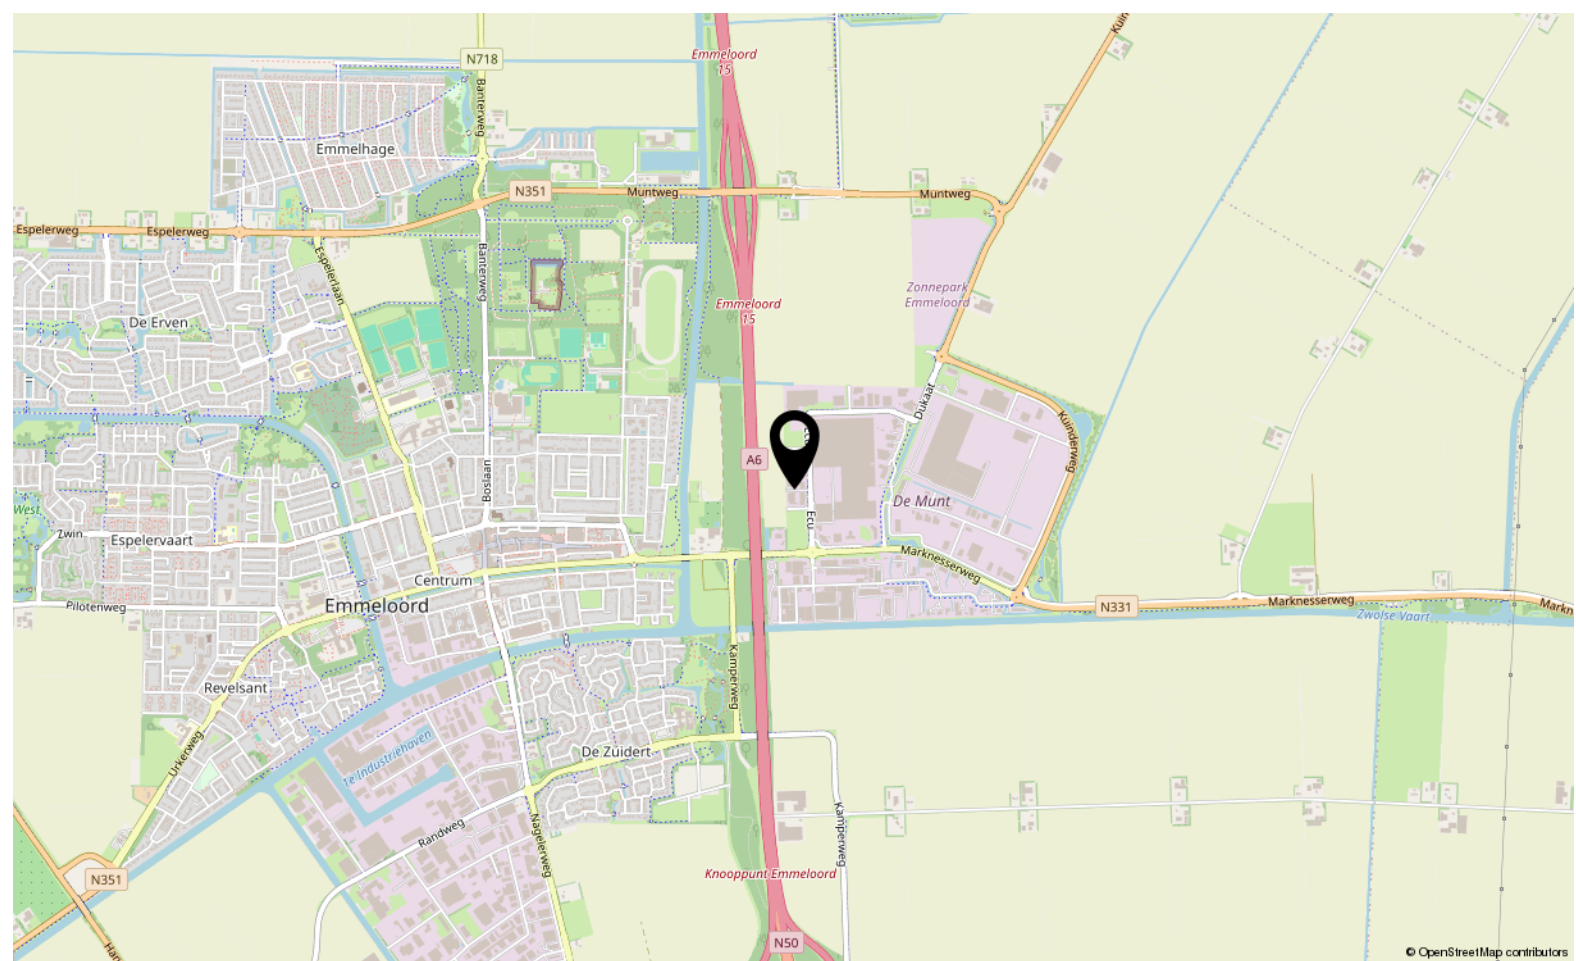 Kuin
Emmeloord
15
N718
Banterweg
Emmelhage
N351
Muntweg
Muntweg
Espelerweg
Espelerweg
Banterweg
Espelerlaan
Zonnepark
Emmeloord
Emmeloord
15
De Erven
Dukaat
Kuinderweg
A6
Boslaan
De Munt
West
Ecu
Zwin
Espelervaart
Marknesserweg
Centrum
Emmeloord
Pilotenweg
N331
Marknesserweg
Markn
Zwolse Vaart
Kamperweg
Revelsant
Urkerweg
1e Industriehaven
De Zuidert
Randweg
Nagelerweg
Kamperweg
Knooppunt Emmeloord
N351
N50
Han
© OpenStreetMap contributors